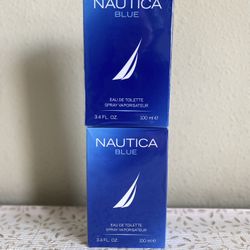 NAUTICA
BLUE
EAU DE TOILETTE
SPRAY VAPORISATEUR
3.4 FL. OZ. 100 ml e
NAUTICA
BLUE
EAU DE TOILETTE
SPRAY VAPORISATEUR
3.4 FL. OZ. 100 ml e